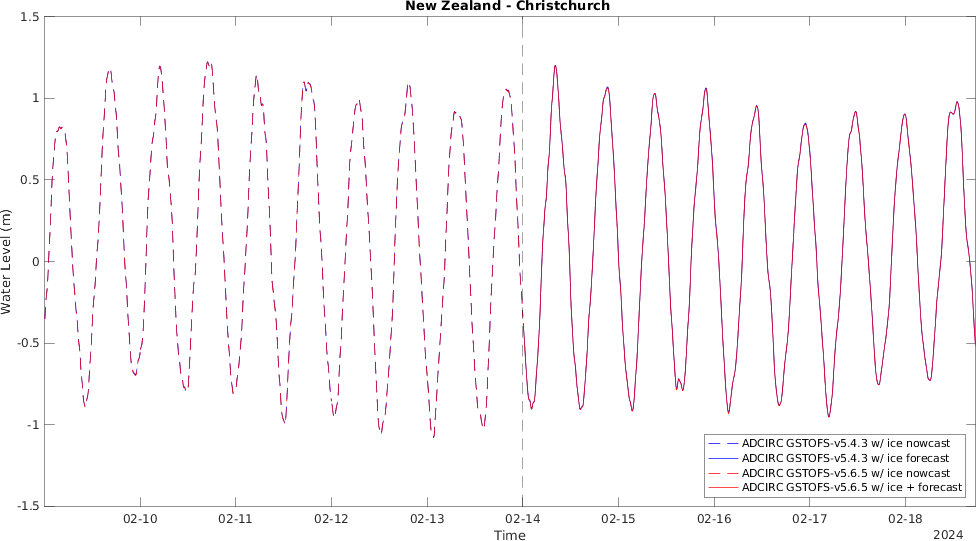 New Zealand - Christchurch
1.5
1
0.5
0
-0.5
-1
-1.5
Water Level (m)
ADCIRC GSTOFS-v5.4.3 w/ ice nowcast
ADCIRC GSTOFS-v5.4.3 w/ ice forecast
ADCIRC GSTOFS-v5.6.5 w/ ice nowcast
ADCIRC GSTOFS-v5.6.5 w/ ice + forecast
02-10 02-11 02-12 02-13 02-14 02-15 02-16 02-17 02-18
Time
2024